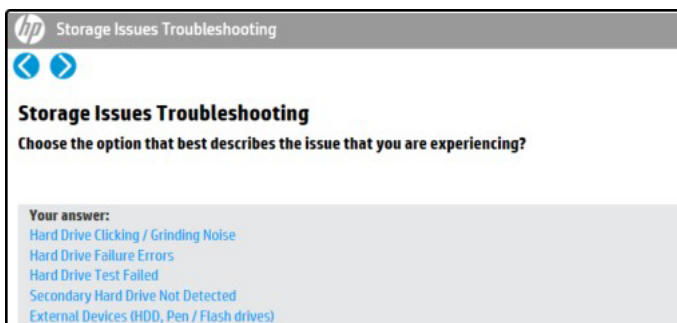 hp Storage Issues Troubleshooting
Storage Issues Troubleshooting
Choose the option that best describes the issue that you are experiencing?
Your answer:
Hard Drive Clicking / Grinding Noise
Hard Drive Failure Errors
Hard Drive Test Failed
Secondary Hard Drive Not Detected
External Devices (HDD, Pen / Flash drives)